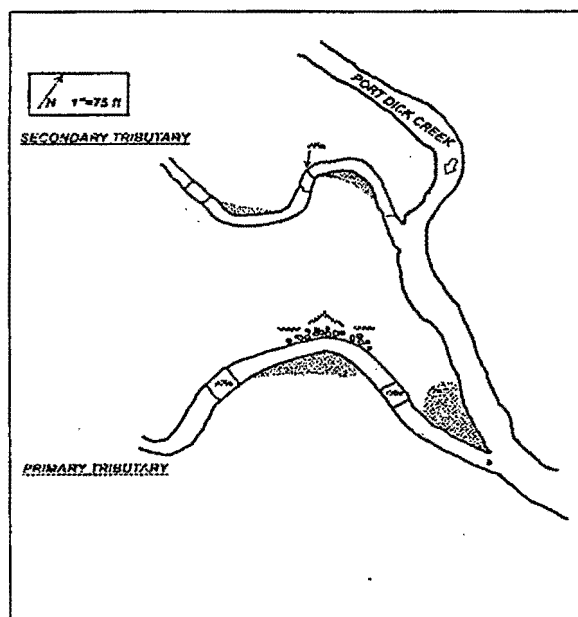 PORT DICK CREEK
N 1"=75 ft
SECONDARY TRIBUTARY
PRIMARY TRIBUTARY